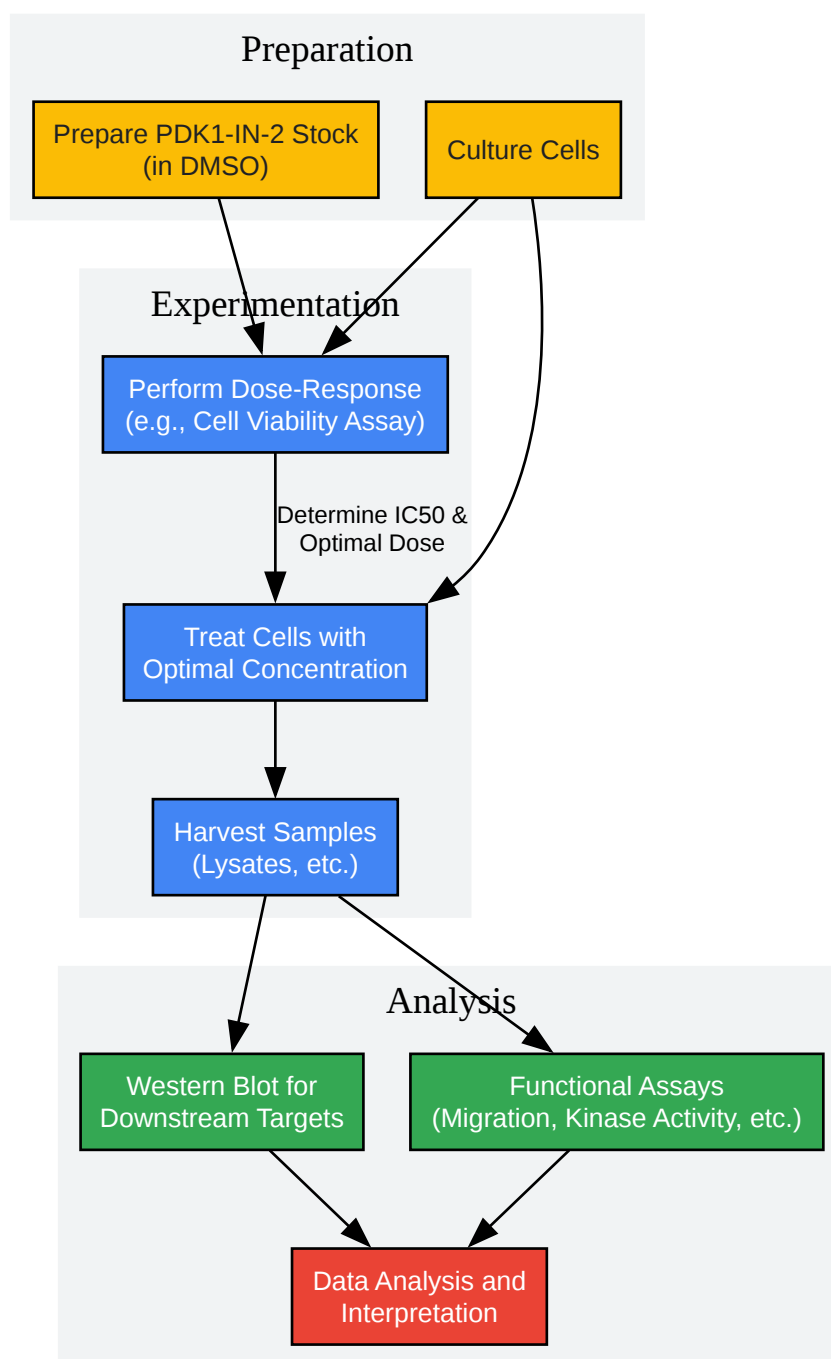 Preparation
Prepare PDK1-IN-2 Stock
(in DMSO)
Culture Cells
Experimentation
Perform Dose-Response
(e.g., Cell Viability Assay)
Determine IC50 &
Optimal Dose
Treat Cells with
Optimal Concentration
Harvest Samples
(Lysates, etc.)
Analysis
Western Blot for
Downstream Targets
Functional Assays
(Migration, Kinase Activity, etc.)
Data Analysis and
Interpretation